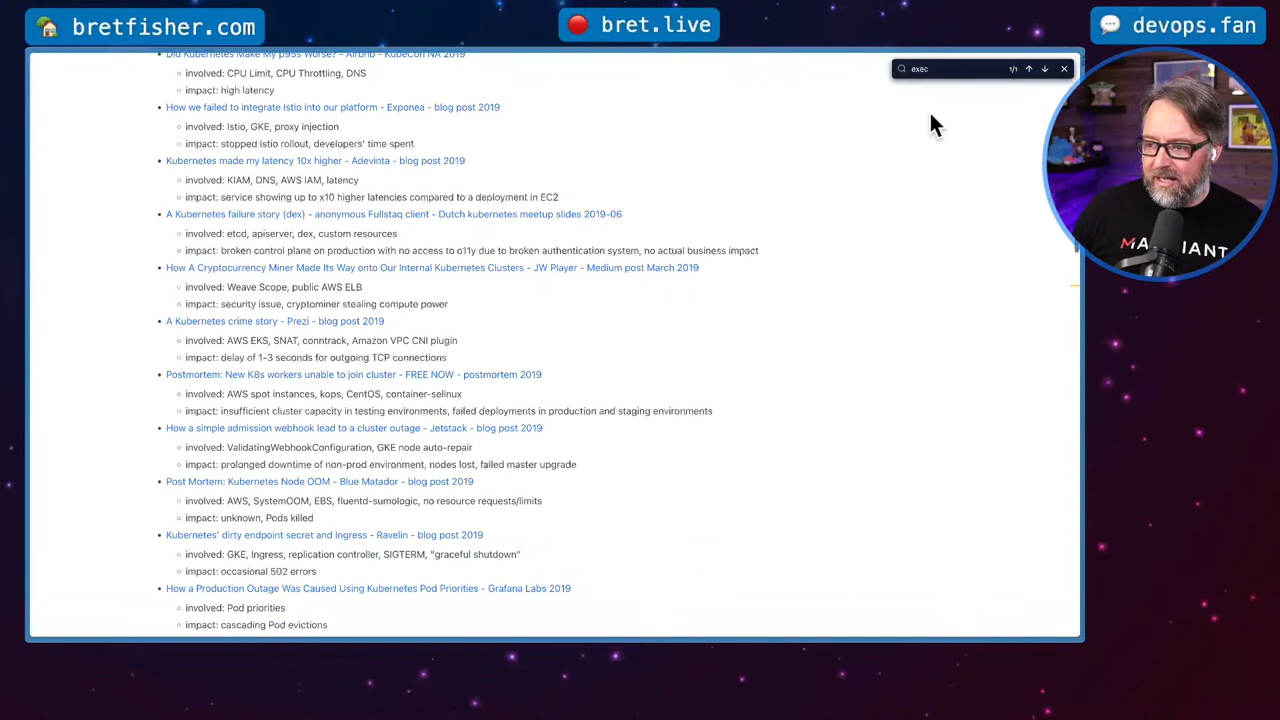 bretfisher.com
bret.live
devops.fan
Did Kubernetes Make My p95s Worse? - Airbnb - KubeCon NA 2019
involved: CPU Limit, CPU Throttling, DNS
impact: high latency
exec
1/1
How we failed to integrate Istio into our platform - Exponea - blog post 2019
involved: Istio, GKE, proxy injection
impact: stopped Istio rollout, developers' time spent
Kubernetes made my latency 10x higher - Adevinta - blog post 2019
involved: KIAM, DNS, AWS IAM, latency
impact: service showing up to x10 higher latencies compared to a deployment in EC2
A Kubernetes failure story (dex) - anonymous Fullstaq client - Dutch kubernetes meetup slides 2019-06
involved: etcd, apiserver, dex, custom resources
impact: broken control plane on production with no access to o11y due to broken authentication system, no actual business impact
How A Cryptocurrency Miner Made Its Way onto Our Internal Kubernetes Clusters - JW Player - Medium post March 2019
involved: Weave Scope, public AWS ELB
impact: security issue, cryptominer stealing compute power
A Kubernetes crime story - Prezi - blog post 2019
involved: AWS EKS, SNAT, conntrack, Amazon VPC CNI plugin
impact: delay of 1-3 seconds for outgoing TCP connections
Postmortem: New K8s workers unable to join cluster - FREE NOW - postmortem 2019
involved: AWS spot instances, kops, CentOS, container-selinux
impact: insufficient cluster capacity in testing environments, failed deployments in production and staging environments
How a simple admission webhook lead to a cluster outage - Jetstack - blog post 2019
involved: ValidatingWebhookConfiguration, GKE node auto-repair
impact: prolonged downtime of non-prod environment, nodes lost, failed master upgrade
Post Mortem: Kubernetes Node OOM - Blue Matador - blog post 2019
involved: AWS, SystemOOM, EBS, fluentd-sumologic, no resource requests/limits
impact: unknown, Pods killed
Kubernetes' dirty endpoint secret and Ingress - Ravelin - blog post 2019
involved: GKE, Ingress, replication controller, SIGTERM, "graceful shutdown"
impact: occasional 502 errors
How a Production Outage Was Caused Using Kubernetes Pod Priorities - Grafana Labs 2019
involved: Pod priorities
impact: cascading Pod evictions